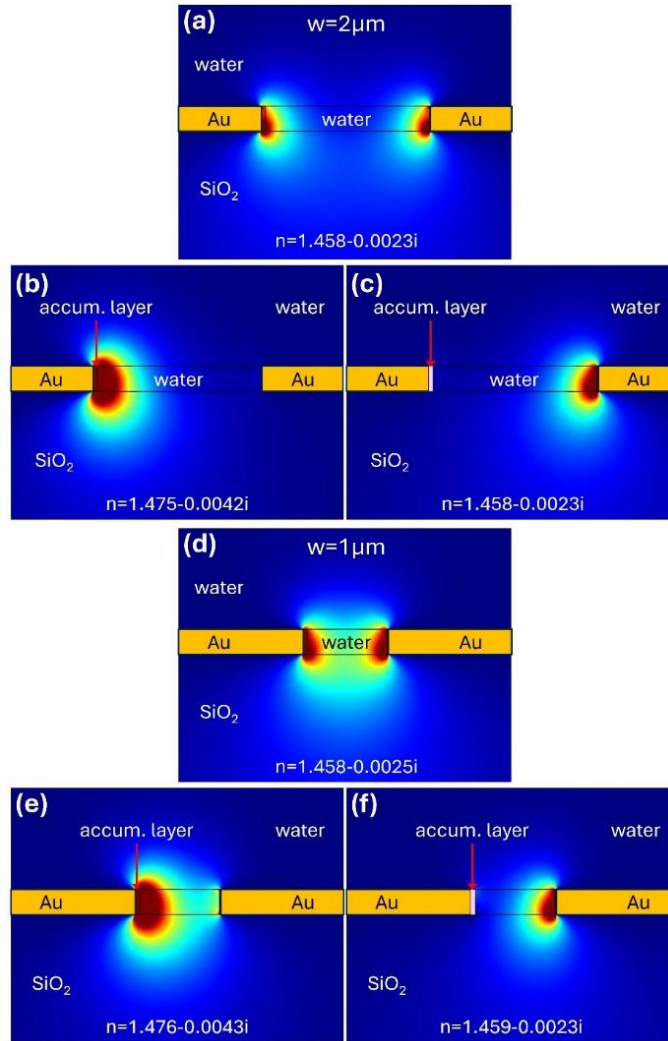 (a)
w=2μm
water
Au
water
Au
SiO₂
n=1.458-0.0023i
(b)
accum. layer
water
Au
water
Au
SiO₂
n=1.475-0.0042i
(c)
accum. layer
water
Au
water
Au
SiO₂
n=1.458-0.0023i
(d)
w=1μm
water
Au
water
Au
SiO₂
n=1.458-0.0025i
(e)
accum. layer
water
Au
Au
SiO₂
n=1.476-0.0043i
(f)
accum. layer
water
Au
Au
SiO₂
n=1.459-0.0023i